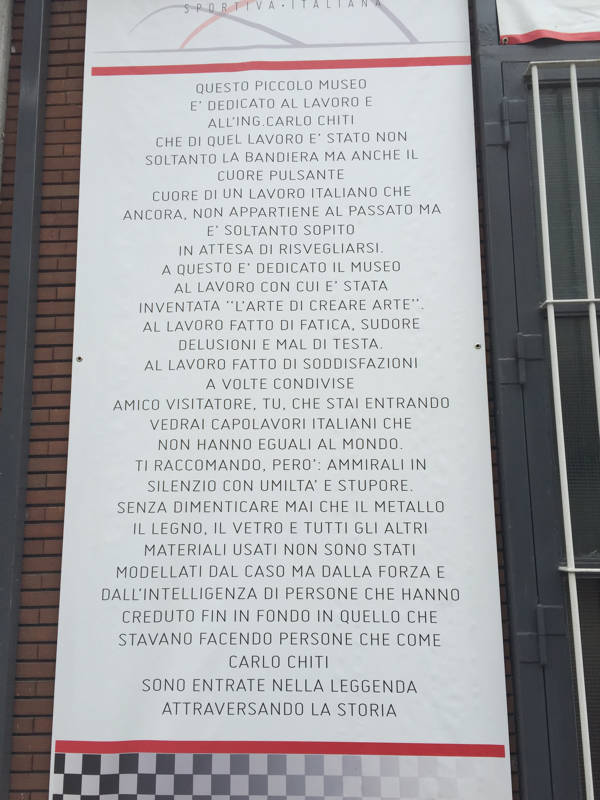 SPORTIVA • ITALIANA
QUESTO PICCOLO MUSEO
E' DEDICATO AL LAVORO E
ALL'ING.CARLO CHITI
CHE DI QUEL LAVORO E' STATO NON
SOLTANTO LA BANDIERA MA ANCHE IL
CUORE PULSANTE
CUORE DI UN LAVORO ITALIANO CHE
ANCORA, NON APPARTIENE AL PASSATO MA
E' SOLTANTO SOPITO
IN ATTESA DI RISVEGLIARSI.
A QUESTO E' DEDICATO IL MUSEO
AL LAVORO CON CUI E' STATA
INVENTATA "L'ARTE DI CREARE ARTE".
AL LAVORO FATTO DI FATICA, SUDORE
DELUSIONI E MAL DI TESTA.
AL LAVORO FATTO DI SODDISFAZIONI
A VOLTE CONDIVISE
AMICO VISITATORE, TU, CHE STAI ENTRANDO
VEDRAI CAPOLAVORI ITALIANI CHE
NON HANNO EGUALI AL MONDO.
TI RACCOMANDO, PERO': AMMIRALI IN
SILENZIO CON UMILTA' E STUPORE.
SENZA DIMENTICARE MAI CHE IL METALLO
IL LEGNO, IL VETRO E TUTTI GLI ALTRI
MATERIALI USATI NON SONO STATI
MODELLATI DAL CASO MA DALLA FORZA E
DALL'INTELLIGENZA DI PERSONE CHE HANNO
CREDUTO FIN IN FONDO IN QUELLO CHE
STAVANO FACENDO PERSONE CHE COME
CARLO CHITI
SONO ENTRATE NELLA LEGGENDA
ATTRAVERSANDO LA STORIA